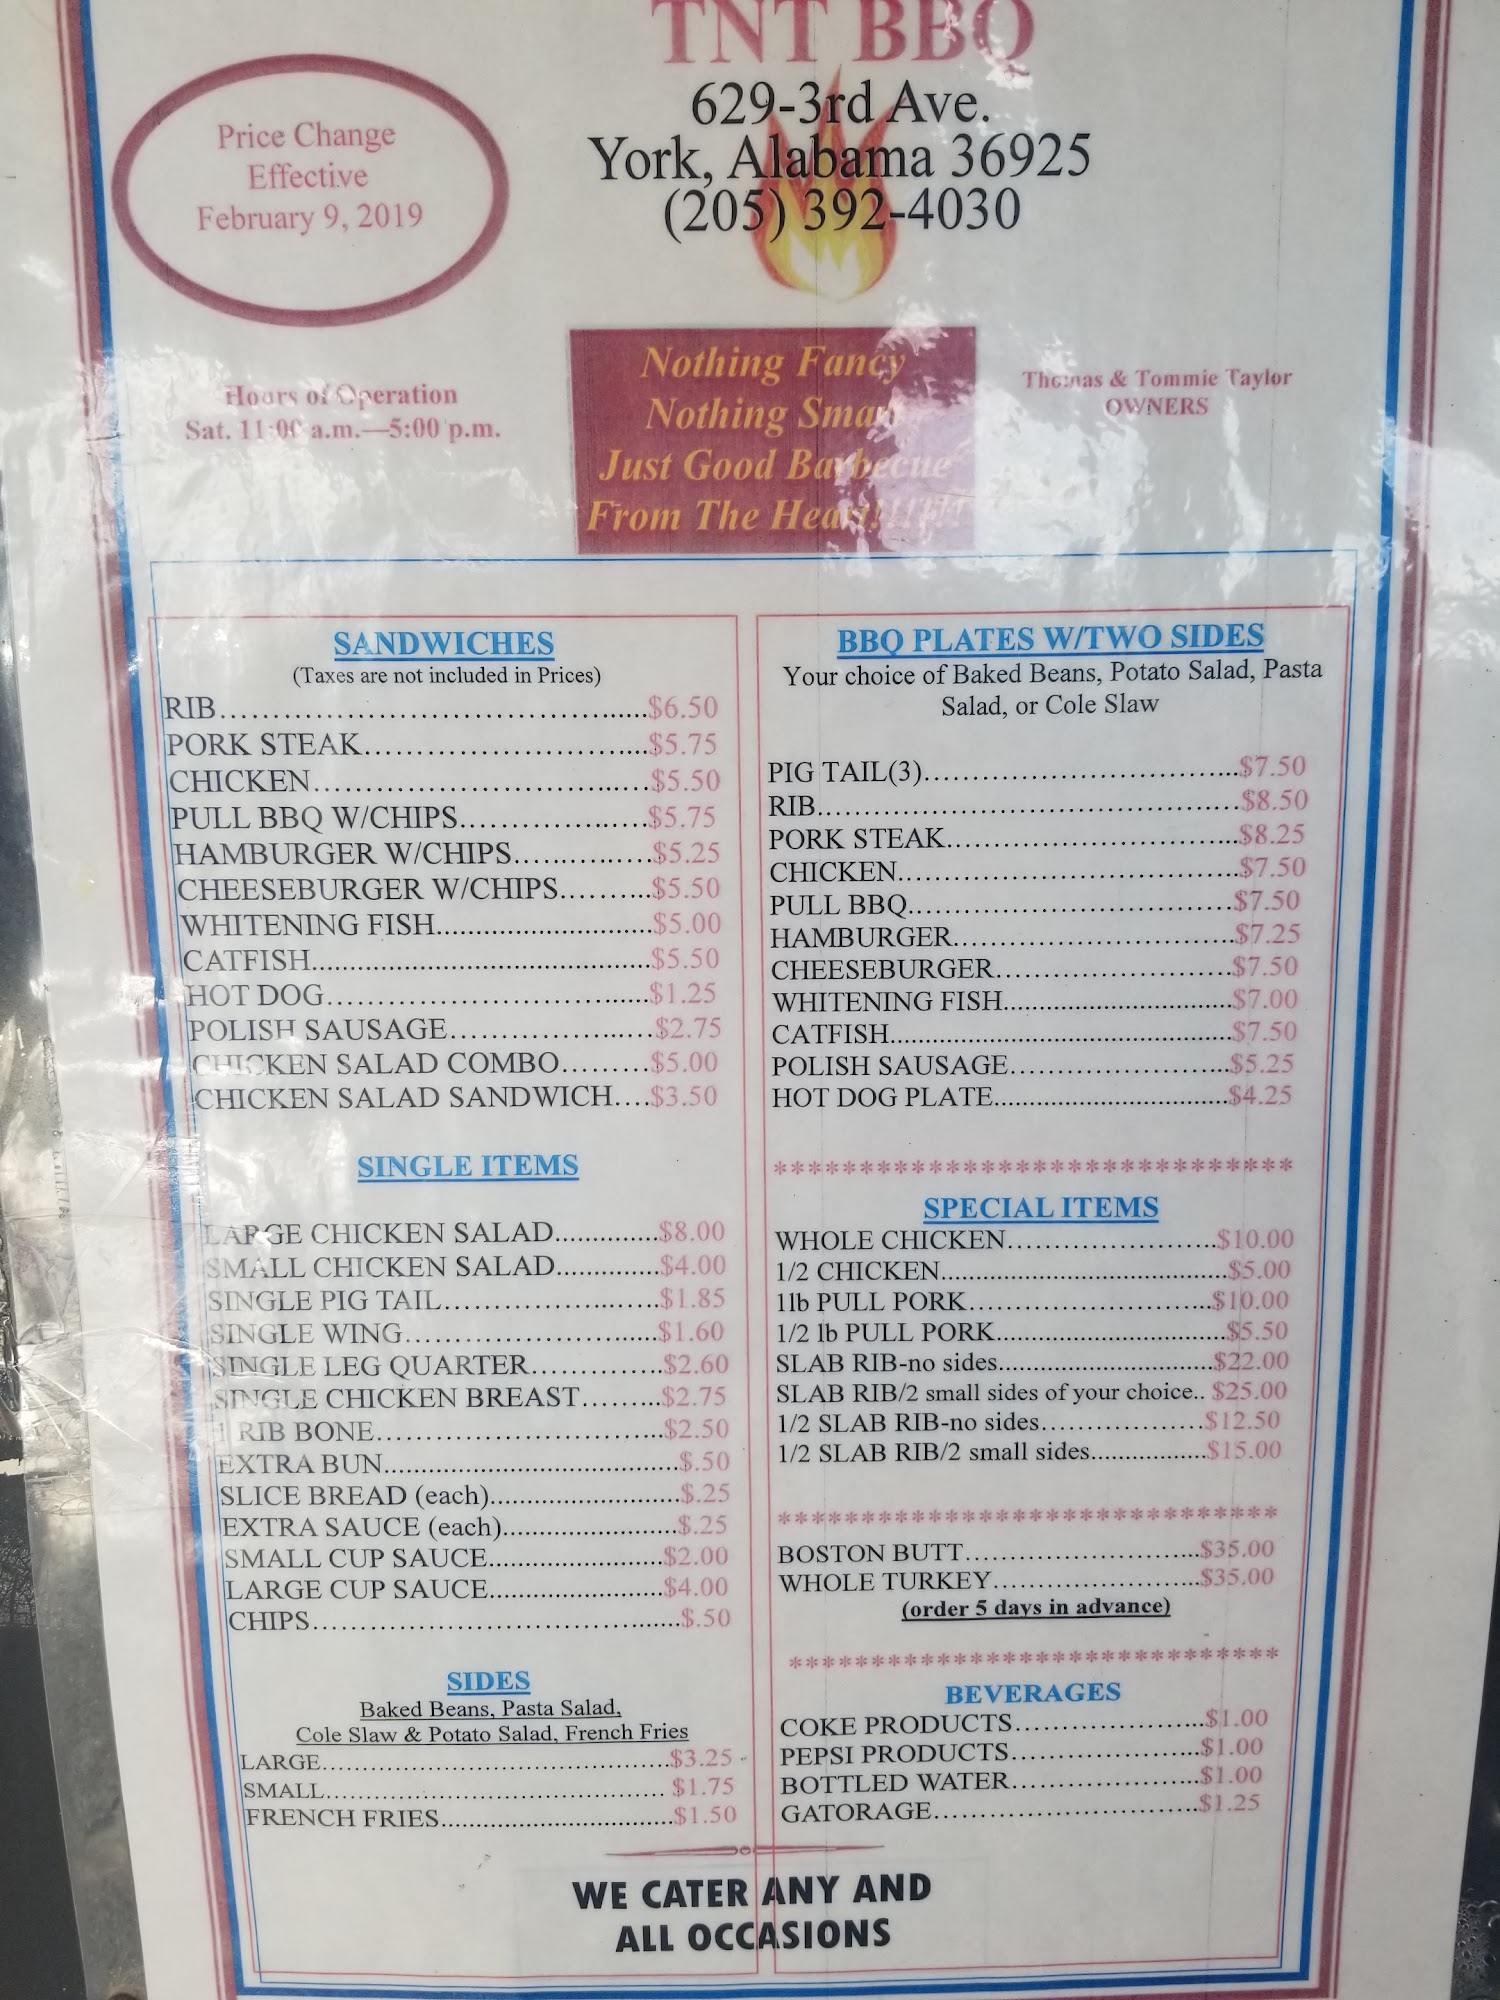 TNT BBQ
629-3rd Ave.
York, Alabama 36925
(205) 392-4030
Price Change
Effective
February 9, 2019
Hours of Operation
Sat. 11:00 a.m.—5:00 p.m.
Nothing Fancy
Nothing Smart
Just Good Barbecue
From The Heart!!!!!!
Thomas & Tommie Taylor
OWNERS
SANDWICHES
(Taxes are not included in Prices)
RIB.....$6.50
PORK STEAK.....$5.75
CHICKEN.....$5.50
PULL BBQ W/CHIPS.....$5.75
HAMBURGER W/CHIPS.....$5.25
CHEESEBURGER W/CHIPS.....$5.50
WHITENING FISH.....$5.00
CATFISH.....$5.50
HOT DOG.....$1.25
POLISH SAUSAGE.....$2.75
CHICKEN SALAD COMBO.....$5.00
CHICKEN SALAD SANDWICH....$3.50
SINGLE ITEMS
LARGE CHICKEN SALAD.....$8.00
SMALL CHICKEN SALAD.....$4.00
SINGLE PIG TAIL.....$1.85
SINGLE WING.....$1.60
SINGLE LEG QUARTER.....$2.60
SINGLE CHICKEN BREAST.....$2.75
1 RIB BONE.....$2.50
EXTRA BUN.....$.50
SLICE BREAD (each).....$.25
EXTRA SAUCE (each).....$.25
SMALL CUP SAUCE.....$2.00
LARGE CUP SAUCE.....$4.00
CHIPS.....$.50
SIDES
Baked Beans, Pasta Salad,
Cole Slaw & Potato Salad, French Fries
LARGE.....$3.25
SMALL.....$1.75
FRENCH FRIES.....$1.50
BBQ PLATES W/TWO SIDES
Your choice of Baked Beans, Potato Salad, Pasta
Salad, or Cole Slaw
PIG TAIL(3).....$7.50
RIB.....$8.50
PORK STEAK.....$8.25
CHICKEN.....$7.50
PULL BBQ.....$7.50
HAMBURGER.....$7.25
CHEESEBURGER.....$7.50
WHITENING FISH.....$7.00
CATFISH.....$7.50
POLISH SAUSAGE.....$5.25
HOT DOG PLATE.....$4.25
******************************
SPECIAL ITEMS
WHOLE CHICKEN.....$10.00
1/2 CHICKEN.....$5.00
1lb PULL PORK.....$10.00
1/2 lb PULL PORK.....$5.50
SLAB RIB-no sides.....$22.00
SLAB RIB/2 small sides of your choice.. $25.00
1/2 SLAB RIB-no sides.....$12.50
1/2 SLAB RIB/2 small sides.....$15.00
******************************
BOSTON BUTT.....$35.00
WHOLE TURKEY.....$35.00
(order 5 days in advance)
******************************
BEVERAGES
COKE PRODUCTS.....$1.00
PEPSI PRODUCTS.....$1.00
BOTTLED WATER.....$1.00
GATORAGE.....$1.25
WE CATER ANY AND
ALL OCCASIONS